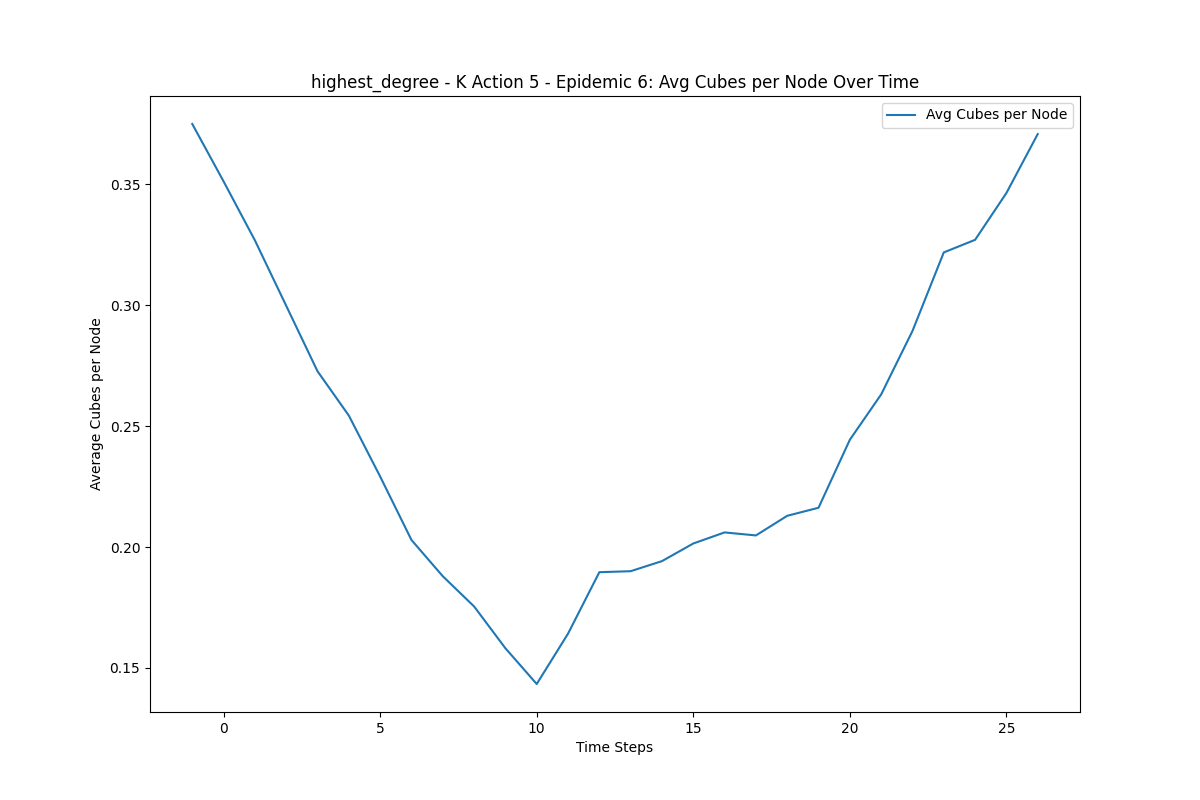 highest_degree - K Action 5 - Epidemic 6: Avg Cubes per Node Over Time
Avg Cubes per Node
Average Cubes per Node
0.35
0.30
0.25
0.20
0.15
0 5 10 15 20 25
Time Steps